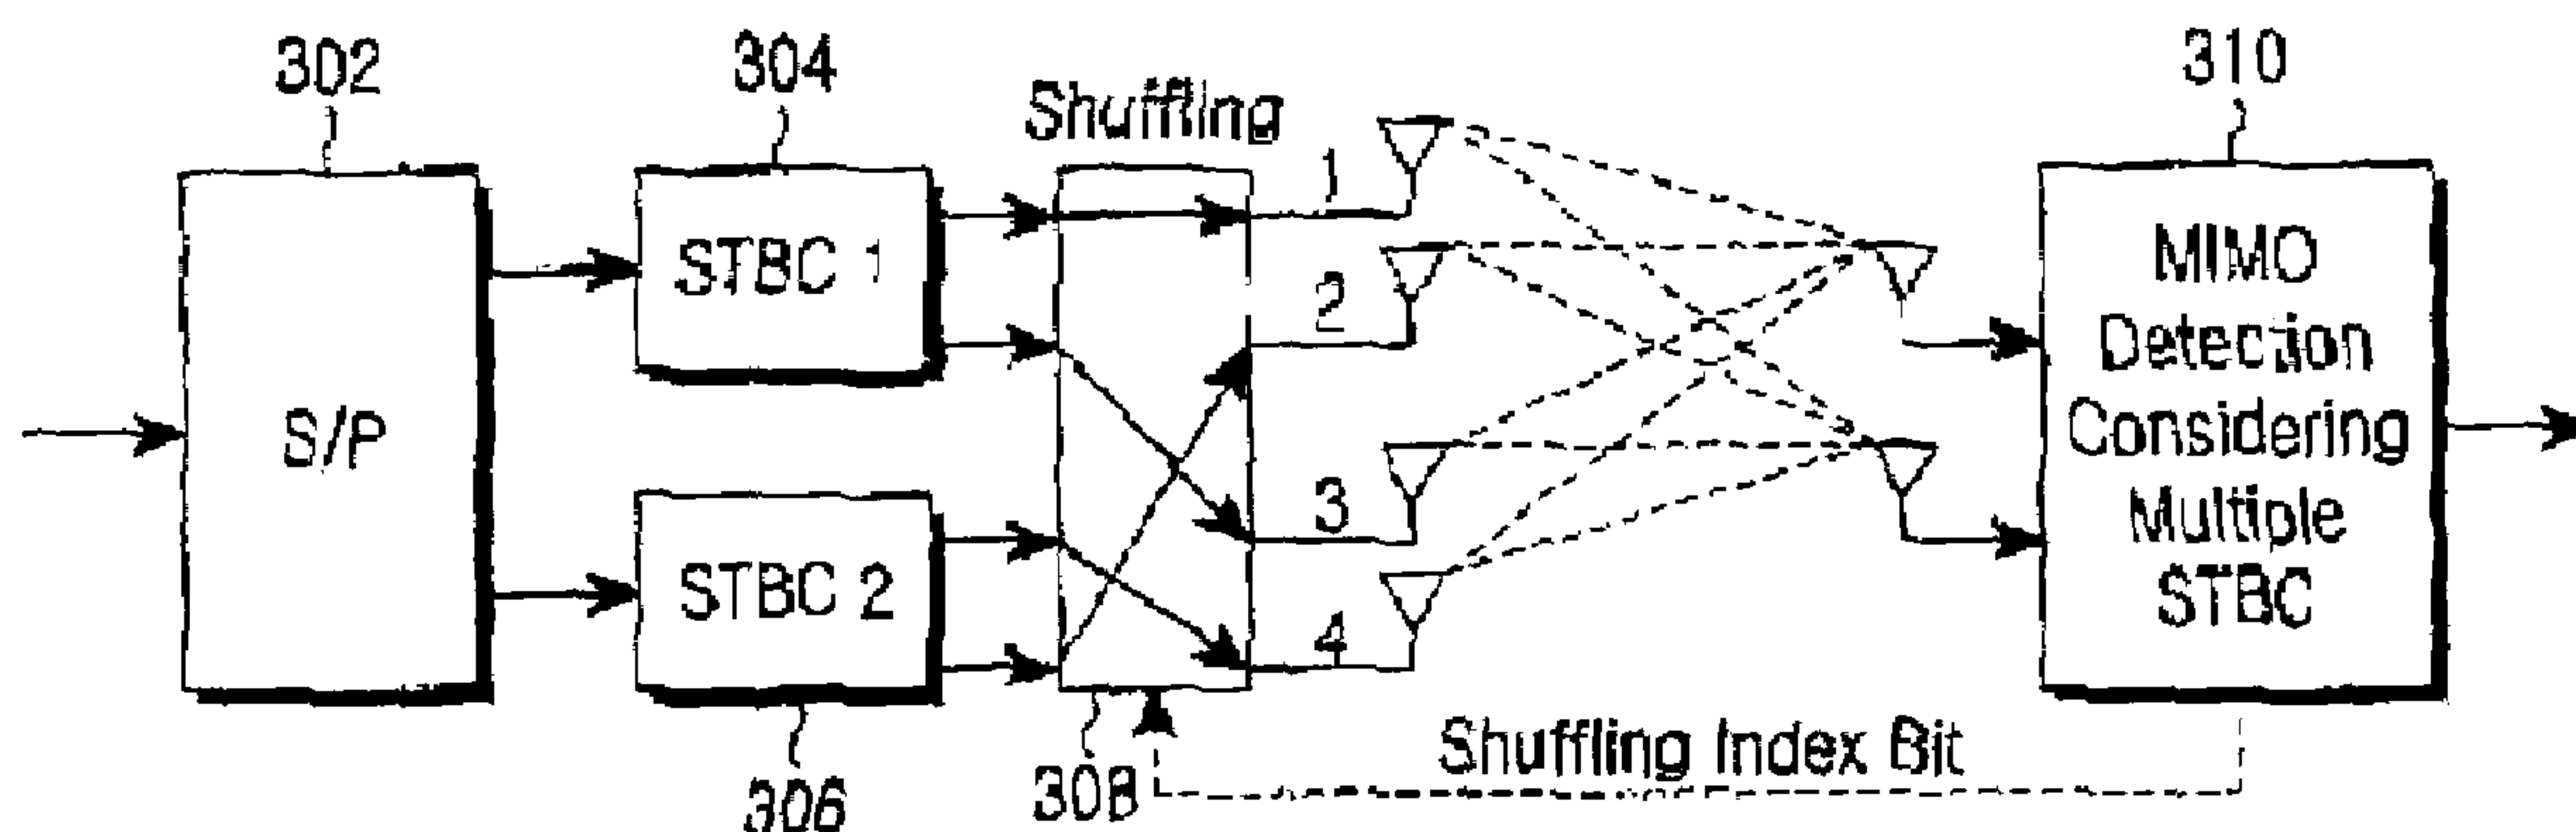 302
304
Shuffling
310
S/P
STBC 1
STBC 2
1
2
3
4
MIMO
Detection
Considering
Multiple
STBC
306
308
Shuffling Index Bit